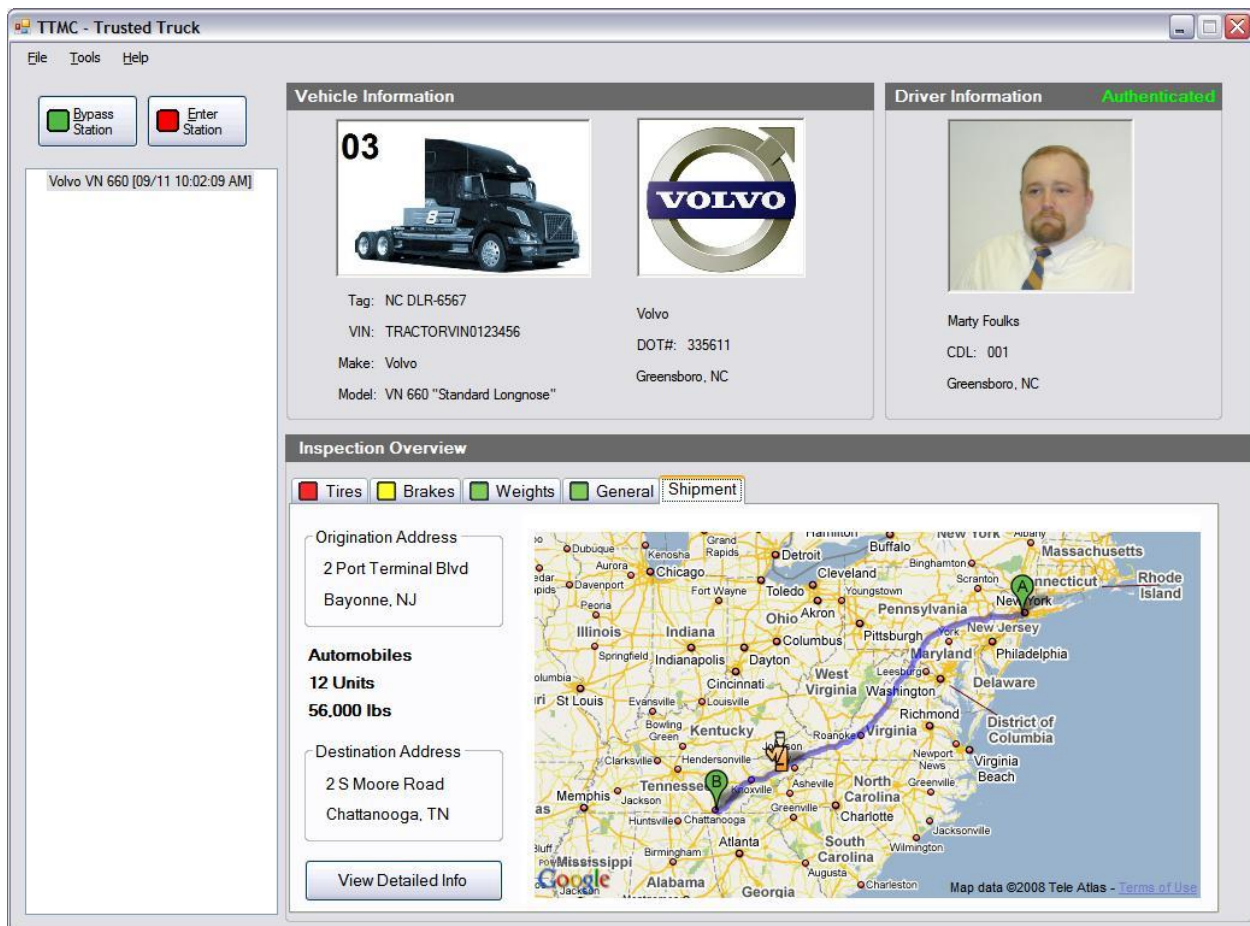 TTMC - Trusted Truck
File Tools Help
Bypass Station
Enter Station
Volvo VN 660 [09/11 10:02:09 AM]
Vehicle Information
03
8
VOLVO
Tag: NC DLR-6567
VIN: TRACTORVIN0123456
Make: Volvo
Model: VN 660 "Standard Longnose"
Volvo
DOT#: 335611
Greensboro, NC
Driver Information Authenticated
Marty Foulks
CDL: 001
Greensboro, NC
Inspection Overview
Tires Brakes Weights General Shipment
Origination Address
2 Port Terminal Blvd
Bayonne, NJ
Automobiles
12 Units
56,000 lbs
Destination Address
2 S Moore Road
Chattanooga, TN
View Detailed Info
Hamilton
New York
Albany
Dubuque
Kenosha
Grand Rapids
Detroit
Buffalo
Binghamton
Massachusetts
Aurora
Chicago
Cleveland
Scranton
Connecticut
Rhode Island
Davenport
Fort Wayne
Toledo
Youngstown
Akron
Pennsylvania
A
New York
Peoria
Ohio
Illinois
Indiana
Columbus
Pittsburgh
York
New Jersey
Springfield
Indianapolis
Dayton
Maryland
Philadelphia
Cincinnati
West Virginia
Leesburg
Washington
Delaware
St Louis
Evansville
Louisville
Richmond
District of Columbia
Bowling Green
Kentucky
Roanoke
Virginia
Newport News
Virginia Beach
Clarksville
Hendersonville
Tennessee
B
Knoxville
Asheville
North Carolina
Greenville
Memphis
Jackson
Huntsville
Chattanooga
Greenville
Charlotte
Jacksonville
Atlanta
South Carolina
Wilmington
Birmingham
Mississippi
Augusta
Google
Jackson
Alabama
Georgia
Charleston
Map data ©2008 Tele Atlas - Terms of Use